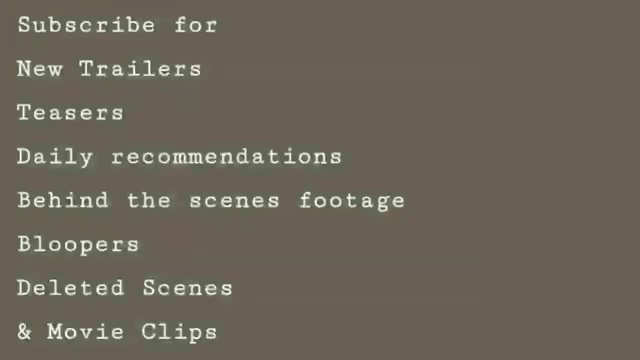 Subscribe for
New Trailers
Teasers
Daily recommendations
Behind the scenes footage
Bloopers
Deleted Scenes
& Movie Clips